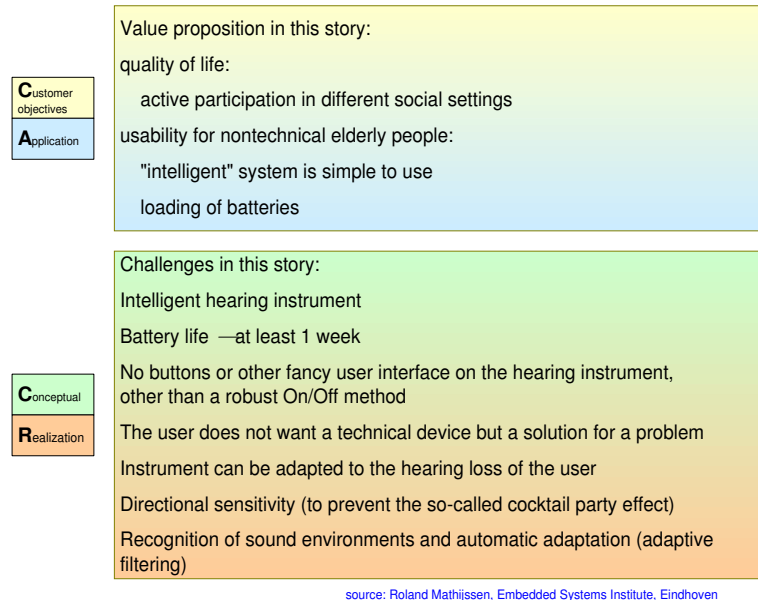 Value proposition in this story:
quality of life:
active participation in different social settings
Customer
objectives
Application
usability for nontechnical elderly people:
"intelligent" system is simple to use
loading of batteries
Challenges in this story:
Intelligent hearing instrument
Battery life —at least 1 week
No buttons or other fancy user interface on the hearing instrument,
other than a robust On/Off method
Conceptual
Realization
The user does not want a technical device but a solution for a problem
Instrument can be adapted to the hearing loss of the user
Directional sensitivity (to prevent the so-called cocktail party effect)
Recognition of sound environments and automatic adaptation (adaptive
filtering)
source: Roland Mathijssen, Embedded Systems Institute, Eindhoven